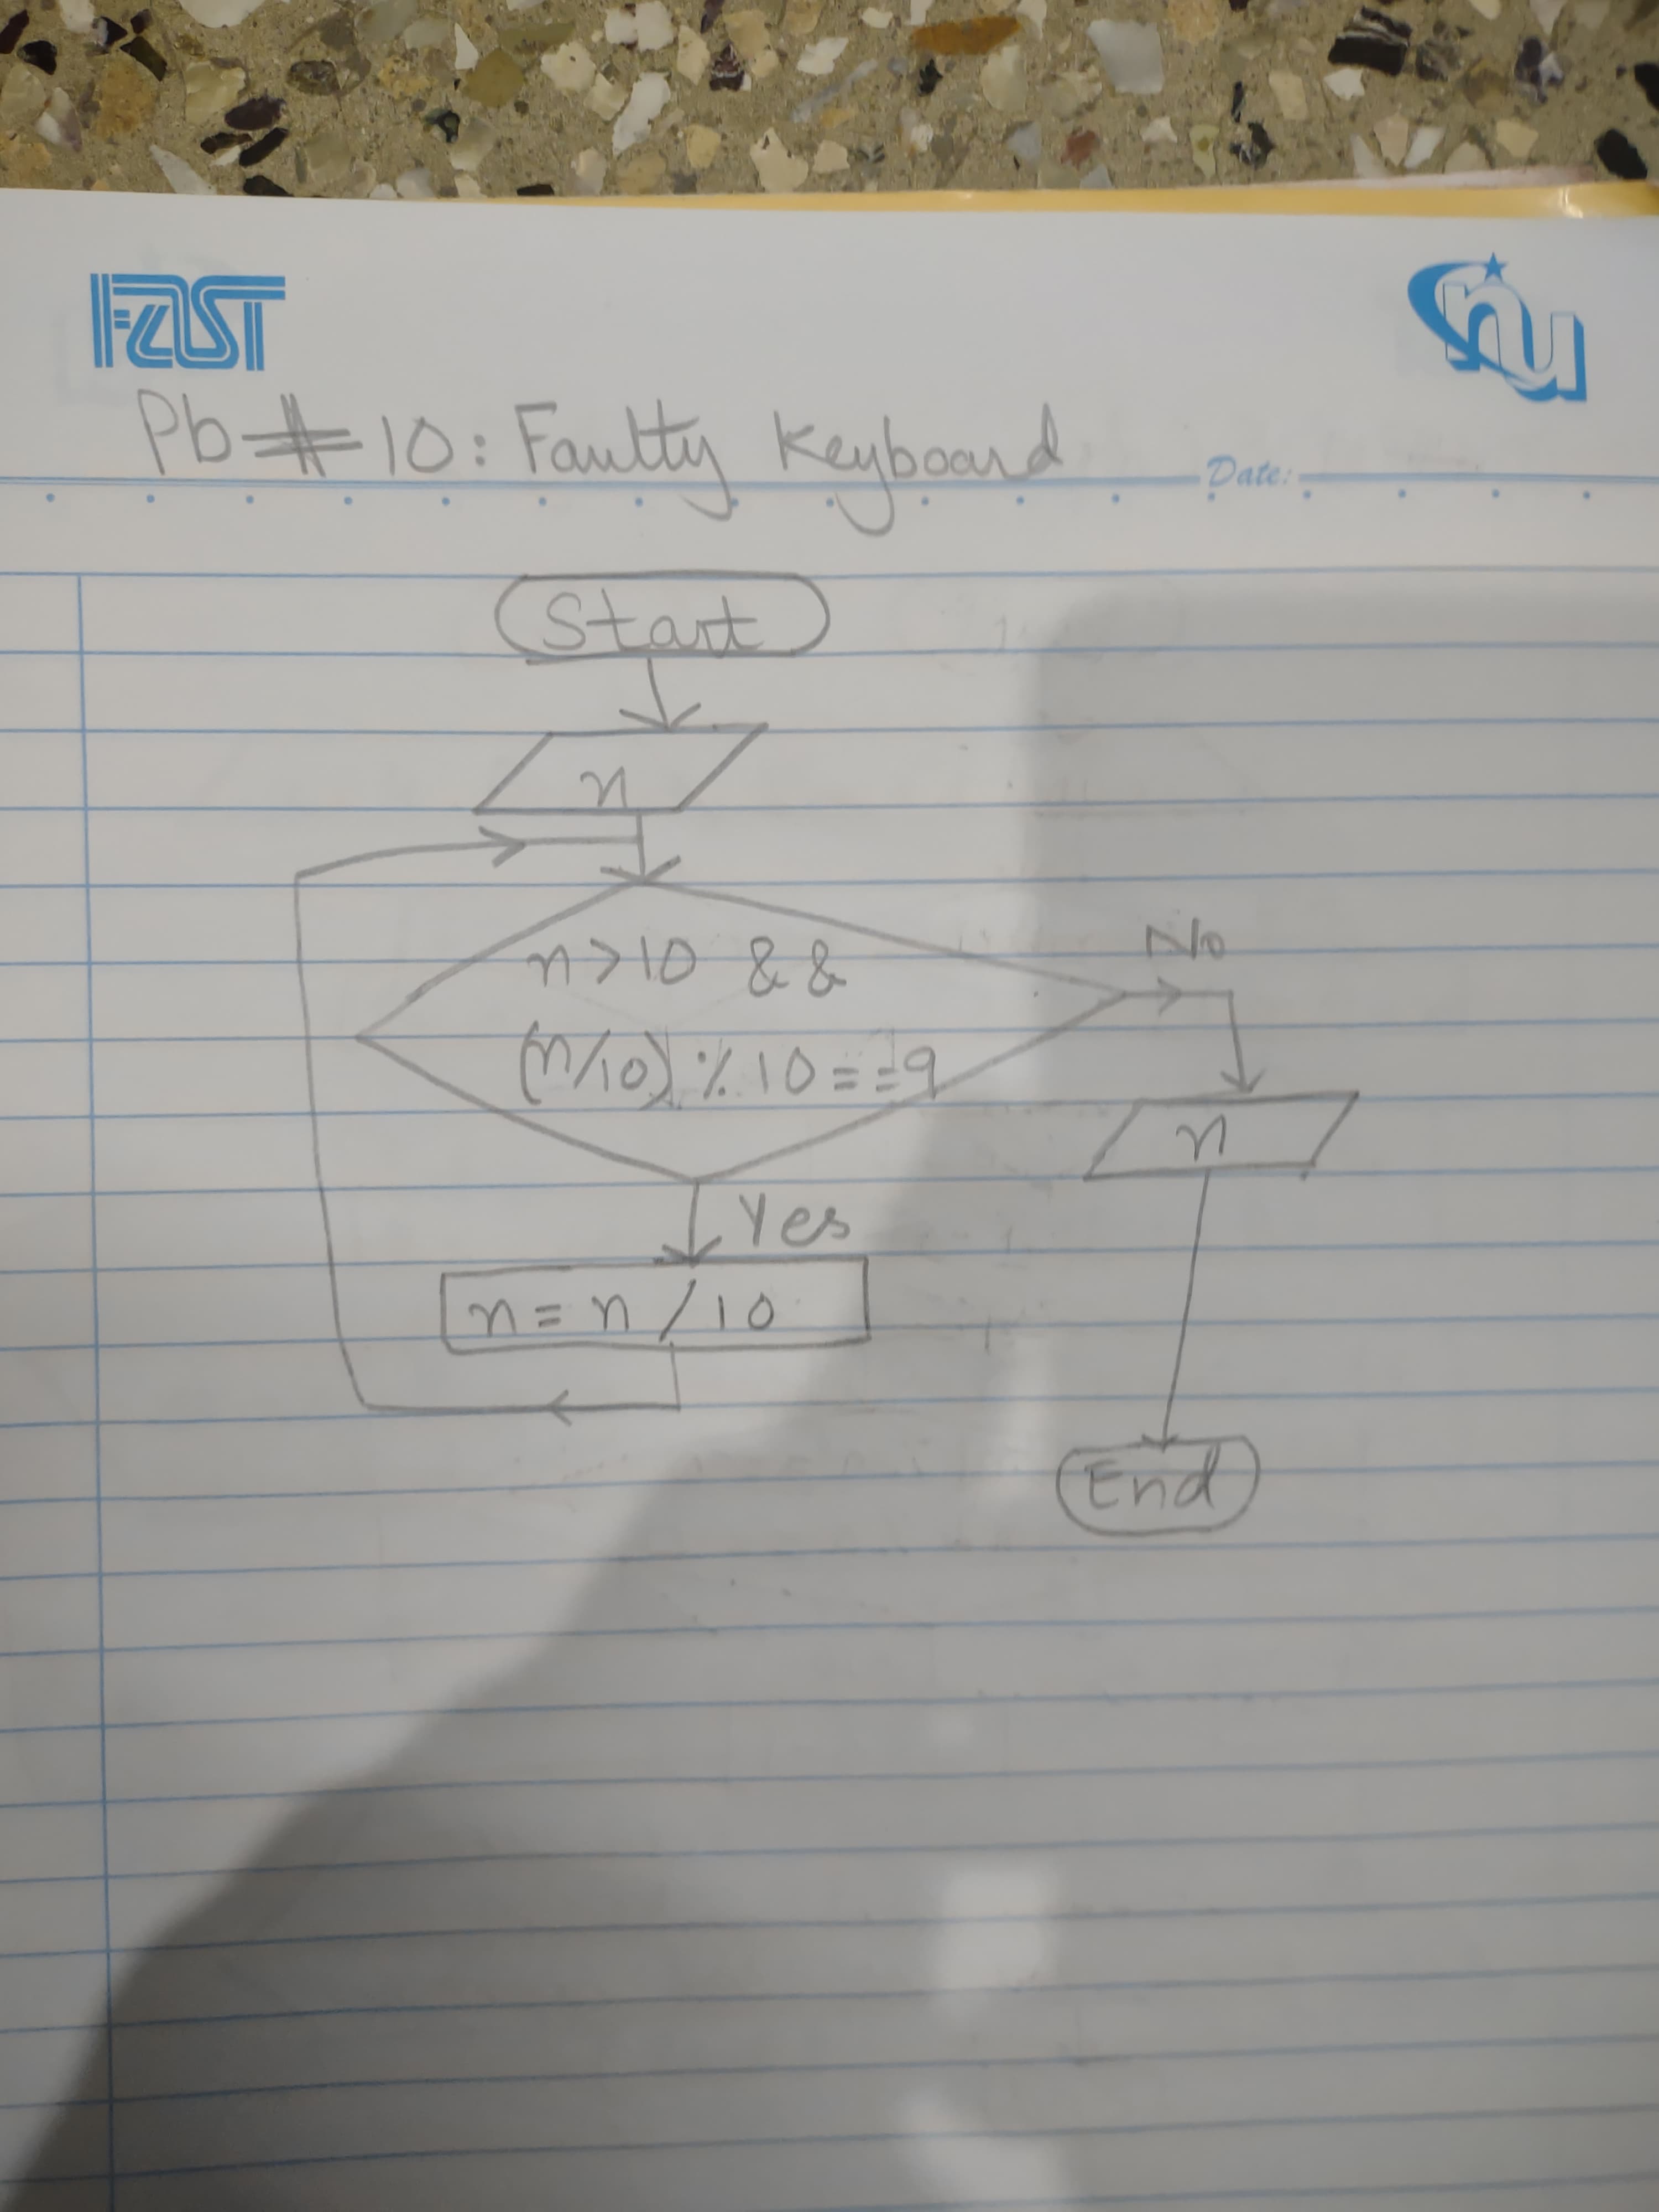 FAST
nu
Pb # 10: Faulty Keyboard
Date:
Start
n
n>10 &&
(n/10) % 10 == 9
No
n
Yes
n = n / 10
End